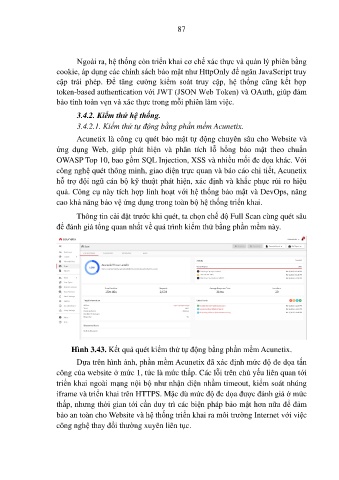 87
Ngoài ra, hệ thống còn triển khai cơ chế xác thực và quản lý phiên bằng
cookie, áp dụng các chính sách bảo mật như HttpOnly để ngăn JavaScript truy
cập trái phép. Để tăng cường kiểm soát truy cập, hệ thống cũng kết hợp
token-based authentication với JWT (JSON Web Token) và OAuth, giúp đảm
bảo tính toàn vẹn và xác thực trong mỗi phiên làm việc.
3.4.2. Kiểm thử hệ thống.
3.4.2.1. Kiểm thử tự động bằng phần mềm Acunetix.
Acunetix là công cụ quét bảo mật tự động chuyên sâu cho Website và
ứng dụng Web, giúp phát hiện và phân tích lỗ hổng bảo mật theo chuẩn
OWASP Top 10, bao gồm SQL Injection, XSS và nhiều mối đe dọa khác. Với
công nghệ quét thông minh, giao diện trực quan và báo cáo chi tiết, Acunetix
hỗ trợ đội ngũ cán bộ kỹ thuật phát hiện, xác định và khắc phục rủi ro hiệu
quả. Công cụ này tích hợp linh hoạt với hệ thống bảo mật và DevOps, nâng
cao khả năng bảo vệ ứng dụng trong toàn bộ hệ thống triển khai.
Thông tin cài đặt trước khi quét, ta chọn chế độ Full Scan cùng quét sâu
để đánh giá tổng quan nhất về quá trình kiểm thử bằng phần mềm này.
Hình 3.43. Kết quả quét kiểm thử tự động bằng phần mềm Acunetix.
Dựa trên hình ảnh, phần mềm Acunetix đã xác định mức độ đe dọa tấn
công của website ở mức 1, tức là mức thấp. Các lỗi trên chủ yếu liên quan tới
triển khai ngoài mạng nội bộ như nhận diện nhầm timeout, kiểm soát nhúng
iframe và triển khai trên HTTPS. Mặc dù mức độ đe dọa được đánh giá ở mức
thấp, nhưng thời gian tới cần duy trì các biện pháp bảo mật hơn nữa để đảm
bảo an toàn cho Website và hệ thống triển khai ra môi trường Internet với việc
công nghệ thay đổi thường xuyên liên tục.